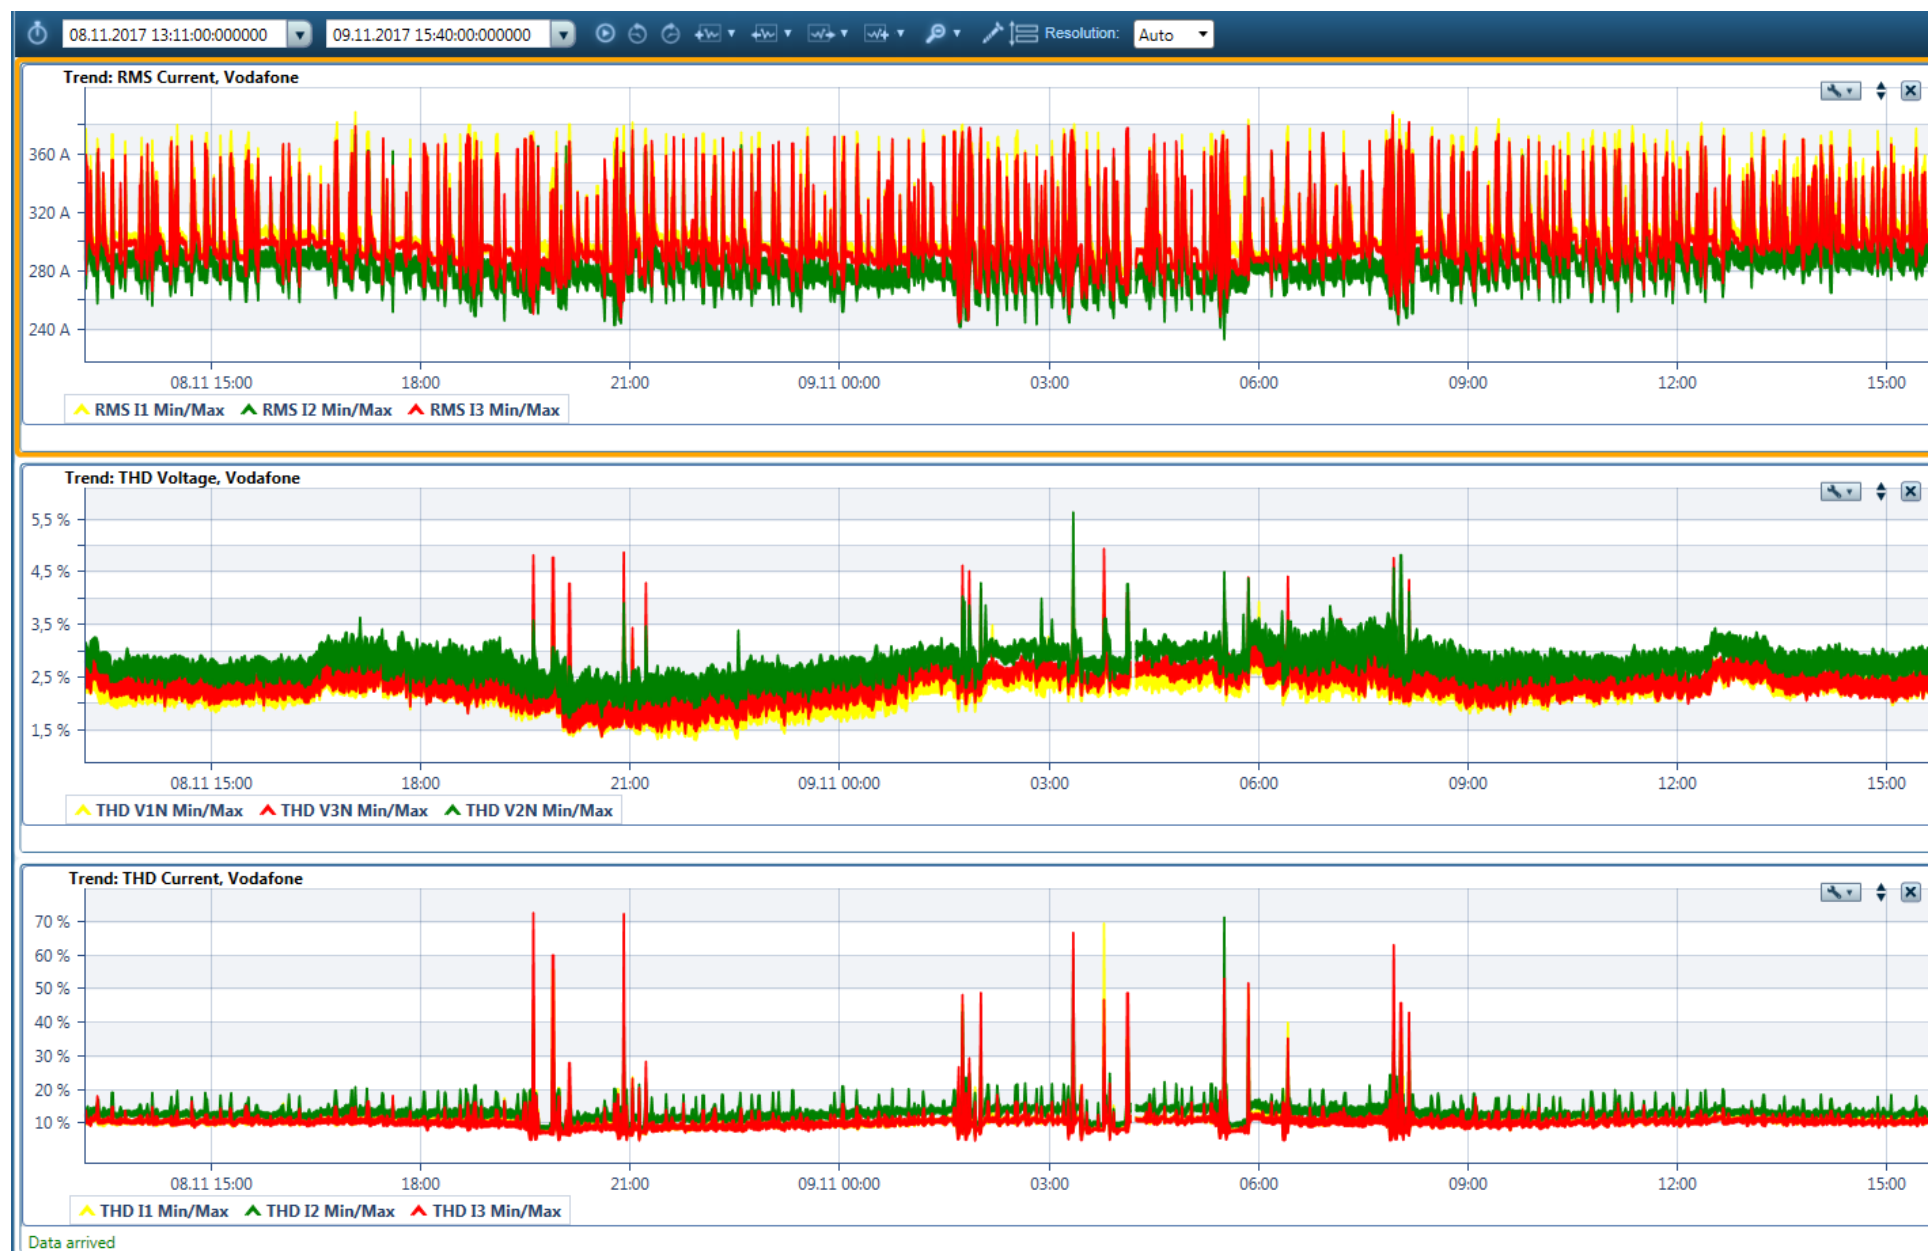 08.11.2017 13:11:00:000000 09.11.2017 15:40:00:000000 Resolution: Auto
Trend: RMS Current, Vodafone
360 A
320 A
280 A
240 A
08.11 15:00 18:00 21:00 09.11 00:00 03:00 06:00 09:00 12:00 15:00
RMS I1 Min/Max RMS I2 Min/Max RMS I3 Min/Max
Trend: THD Voltage, Vodafone
5,5 %
4,5 %
3,5 %
2,5 %
1,5 %
08.11 15:00 18:00 21:00 09.11 00:00 03:00 06:00 09:00 12:00 15:00
THD V1N Min/Max THD V3N Min/Max THD V2N Min/Max
Trend: THD Current, Vodafone
70 %
60 %
50 %
40 %
30 %
20 %
10 %
08.11 15:00 18:00 21:00 09.11 00:00 03:00 06:00 09:00 12:00 15:00
THD I1 Min/Max THD I2 Min/Max THD I3 Min/Max
Data arrived